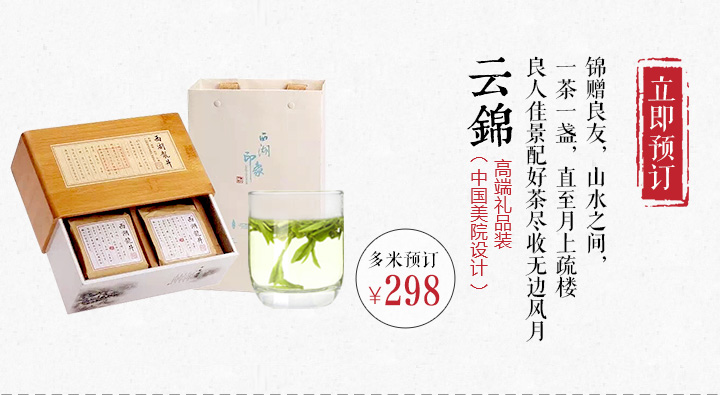 立即预订
锦赠良友，山水之间，
一茶一盏，直至月上疏楼
良人佳景配好茶尽收无边风月
云錦
高端礼品装
（中国美院设计）
多米预订
¥298
西湖印象
西湖龍井
西湖龍井
西湖龍井